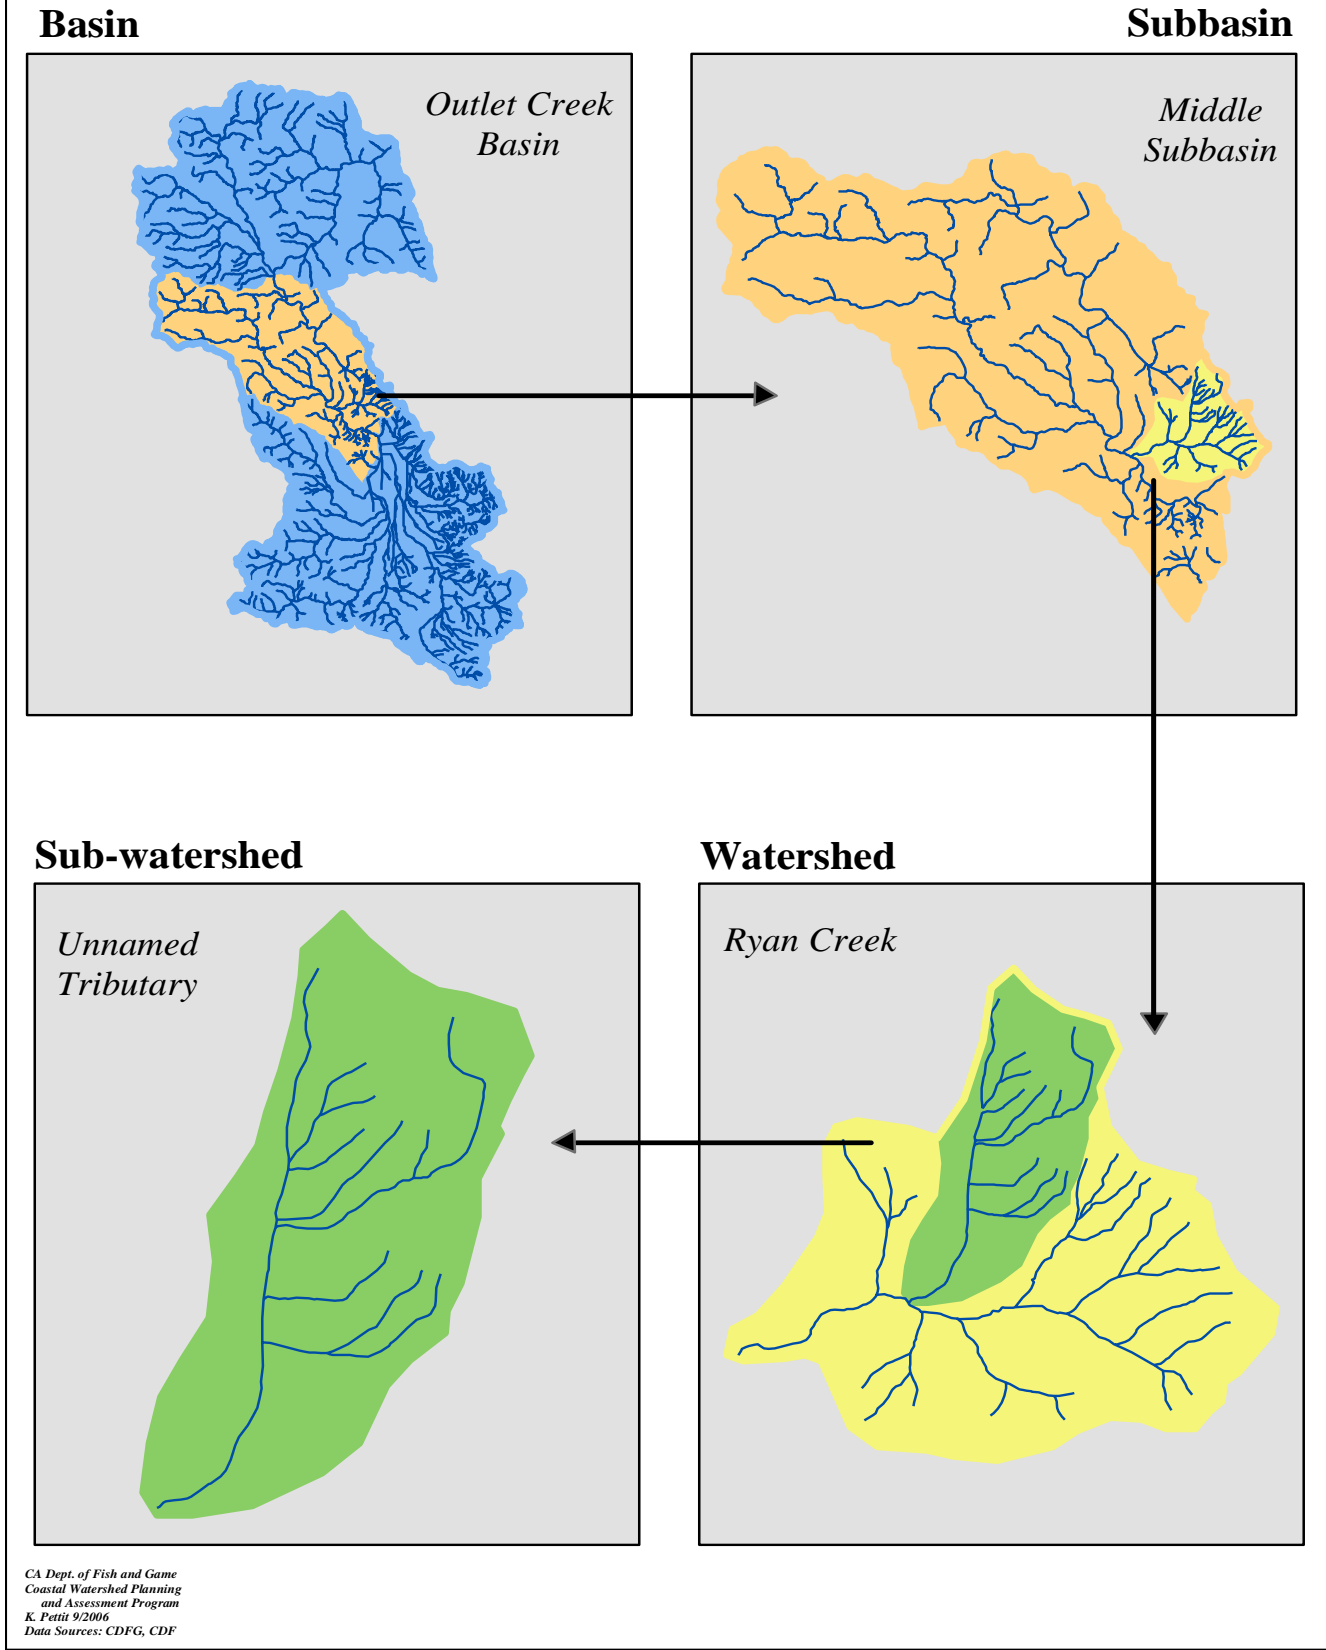 Basin
Subbasin
Outlet Creek
Basin
Middle
Subbasin
Sub-watershed
Watershed
Unnamed
Tributary
Ryan Creek
CA Dept. of Fish and Game
Coastal Watershed Planning
and Assessment Program
K. Pettit 9/2006
Data Sources: CDFG, CDF